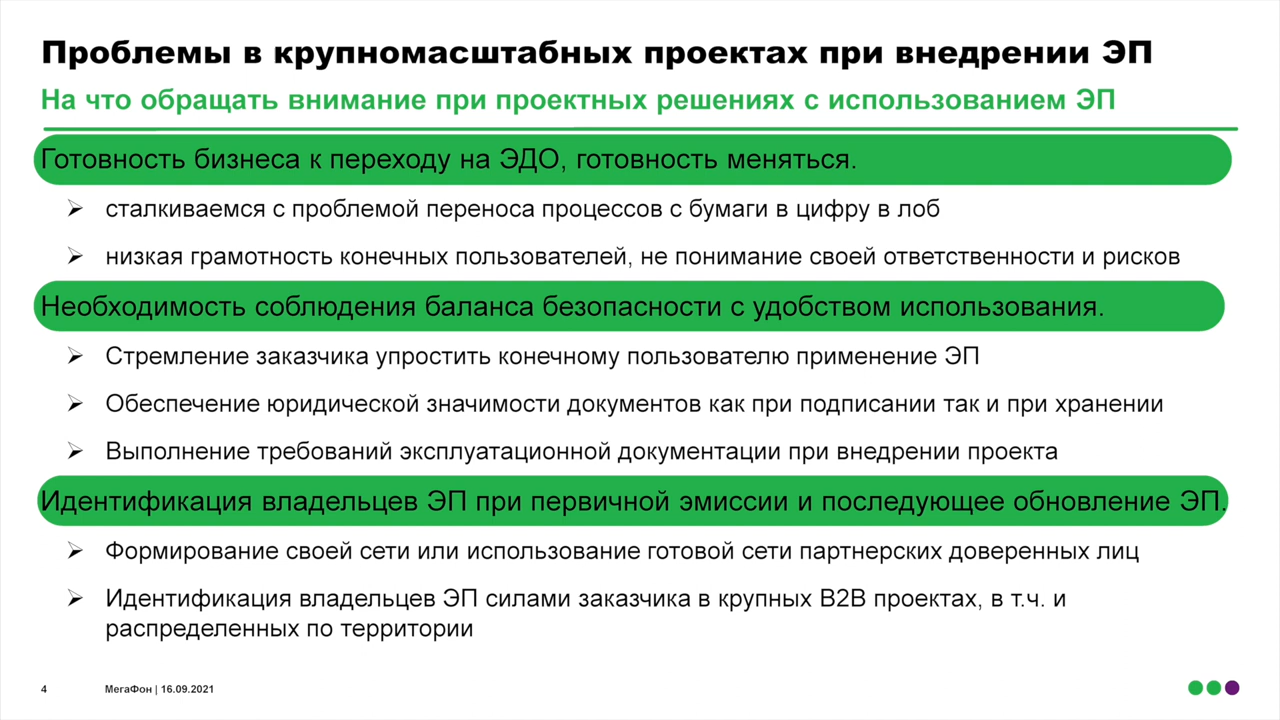 Проблемы в крупномасштабных проектах при внедрении ЭП
На что обращать внимание при проектных решениях с использованием ЭП
Готовность бизнеса к переходу на ЭДО, готовность меняться.
сталкиваемся с проблемой переноса процессов с бумаги в цифру в лоб
низкая грамотность конечных пользователей, не понимание своей ответственности и рисков
Необходимость соблюдения баланса безопасности с удобством использования.
Стремление заказчика упростить конечному пользователю применение ЭП
Обеспечение юридической значимости документов как при подписании так и при хранении
Выполнение требований эксплуатационной документации при внедрении проекта
Идентификация владельцев ЭП при первичной эмиссии и последующее обновление ЭП.
Формирование своей сети или использование готовой сети партнерских доверенных лиц
Идентификация владельцев ЭП силами заказчика в крупных B2B проектах, в т.ч. и
распределенных по территории
4 МегаФон | 16.09.2021